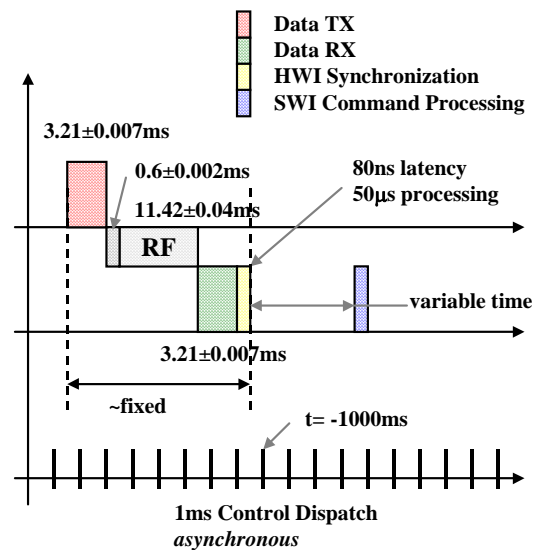 Data TX
Data RX
HWI Synchronization
SWI Command Processing
3.21±0.007ms
0.6±0.002ms
11.42±0.04ms
80ns latency
50μs processing
RF
variable time
3.21±0.007ms
~fixed
t= -1000ms
1ms Control Dispatch
asynchronous